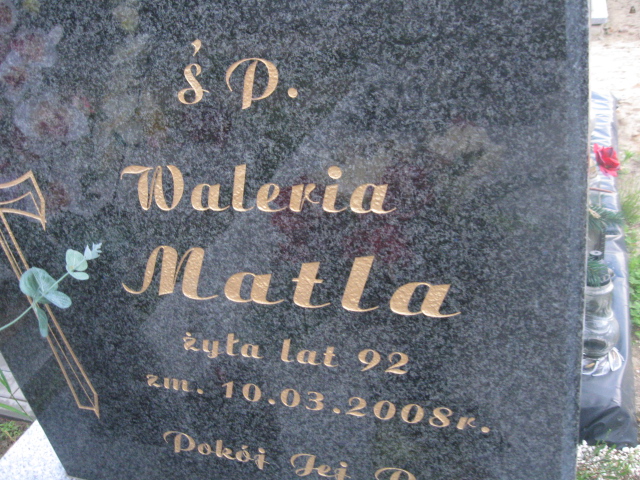 ś P.
Waleria
Matla
żyła lat 92
zm. 10.03.2008r.
Pokój Jej